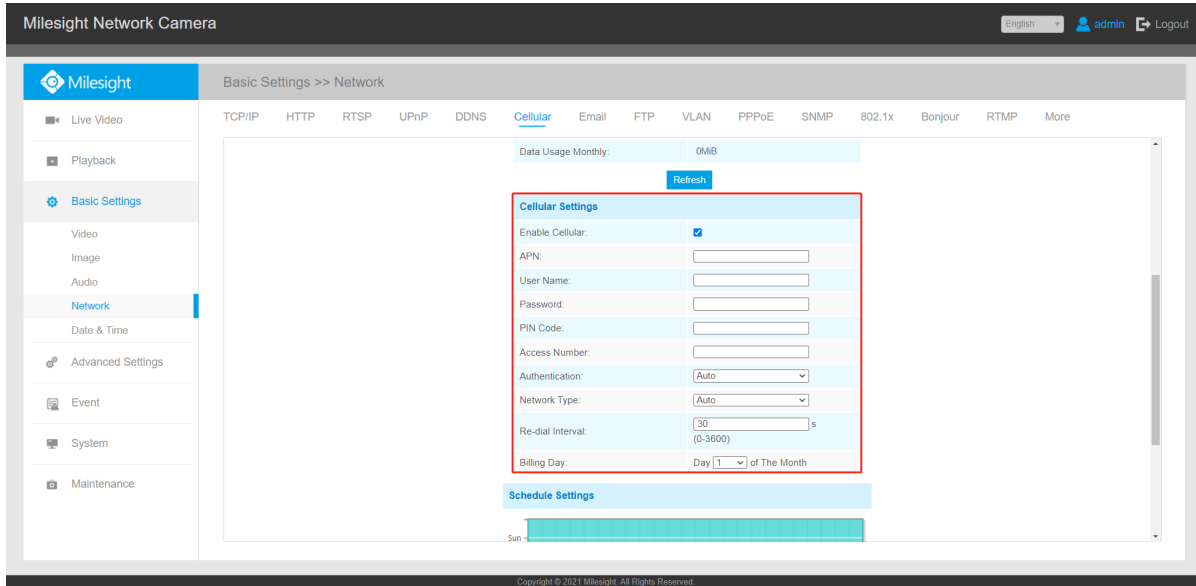 Milesight Network Camera
English
admin
Logout
Milesight
Basic Settings >> Network
Live Video
Playback
Basic Settings
Video
Image
Audio
Network
Date & Time
Advanced Settings
Event
System
Maintenance
TCP/IP HTTP RTSP UPnP DDNS Cellular Email FTP VLAN PPPoE SNMP 802.1x Bonjour RTMP More
Data Usage Monthly: 0MiB
Refresh
Cellular Settings
Enable Cellular:
APN:
User Name:
Password:
PIN Code:
Access Number:
Authentication: Auto
Network Type: Auto
Re-dial Interval: 30 s
(0-3600)
Billing Day: Day 1 of The Month
Schedule Settings
Sun
Copyright © 2021 Milesight. All Rights Reserved.